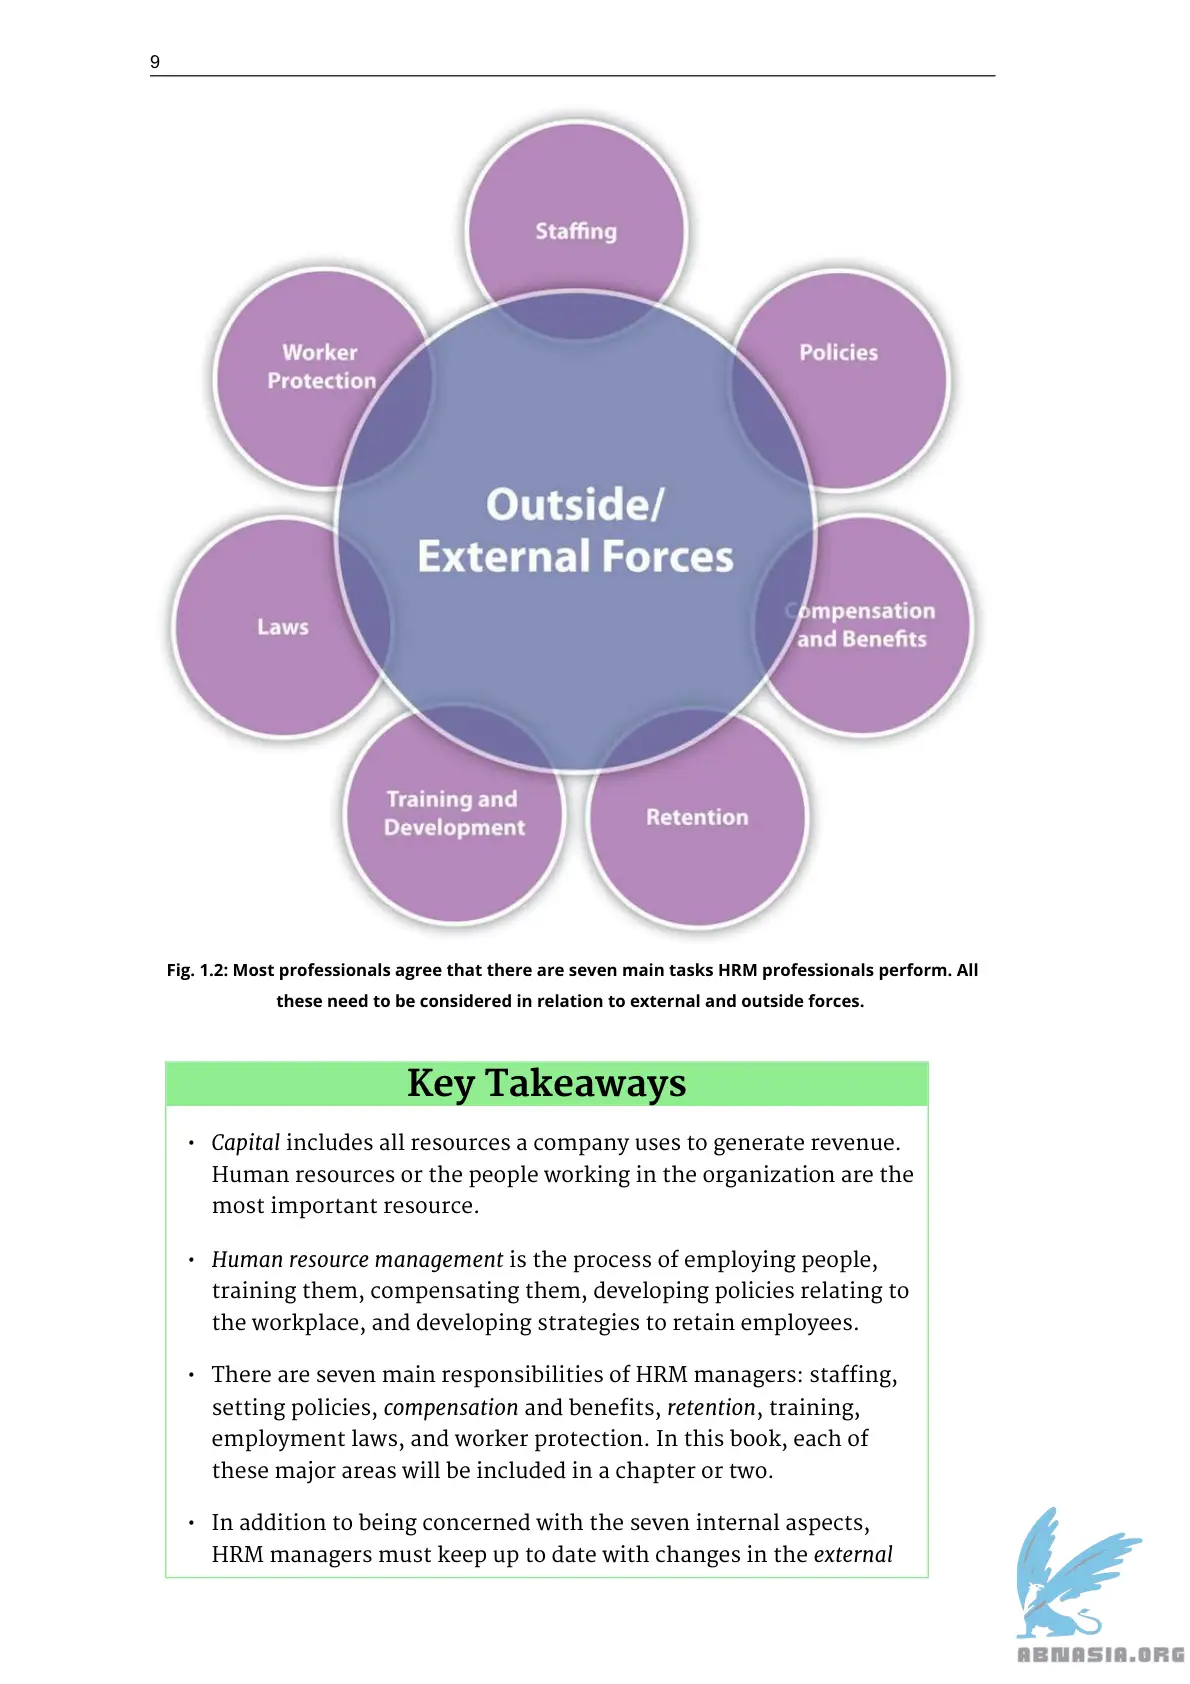 9
Staffing
Worker
Protection
Policies
Outside/
External Forces
Laws
Compensation
and Benefits
Training and
Development
Retention
Fig. 1.2: Most professionals agree that there are seven main tasks HRM professionals perform. All
these need to be considered in relation to external and outside forces.
Key Takeaways
• Capital includes all resources a company uses to generate revenue.
Human resources or the people working in the organization are the
most important resource.
• Human resource management is the process of employing people,
training them, compensating them, developing policies relating to
the workplace, and developing strategies to retain employees.
• There are seven main responsibilities of HRM managers: staffing,
setting policies, compensation and benefits, retention, training,
employment laws, and worker protection. In this book, each of
these major areas will be included in a chapter or two.
• In addition to being concerned with the seven internal aspects,
HRM managers must keep up to date with changes in the external
ABNASIA.ORG